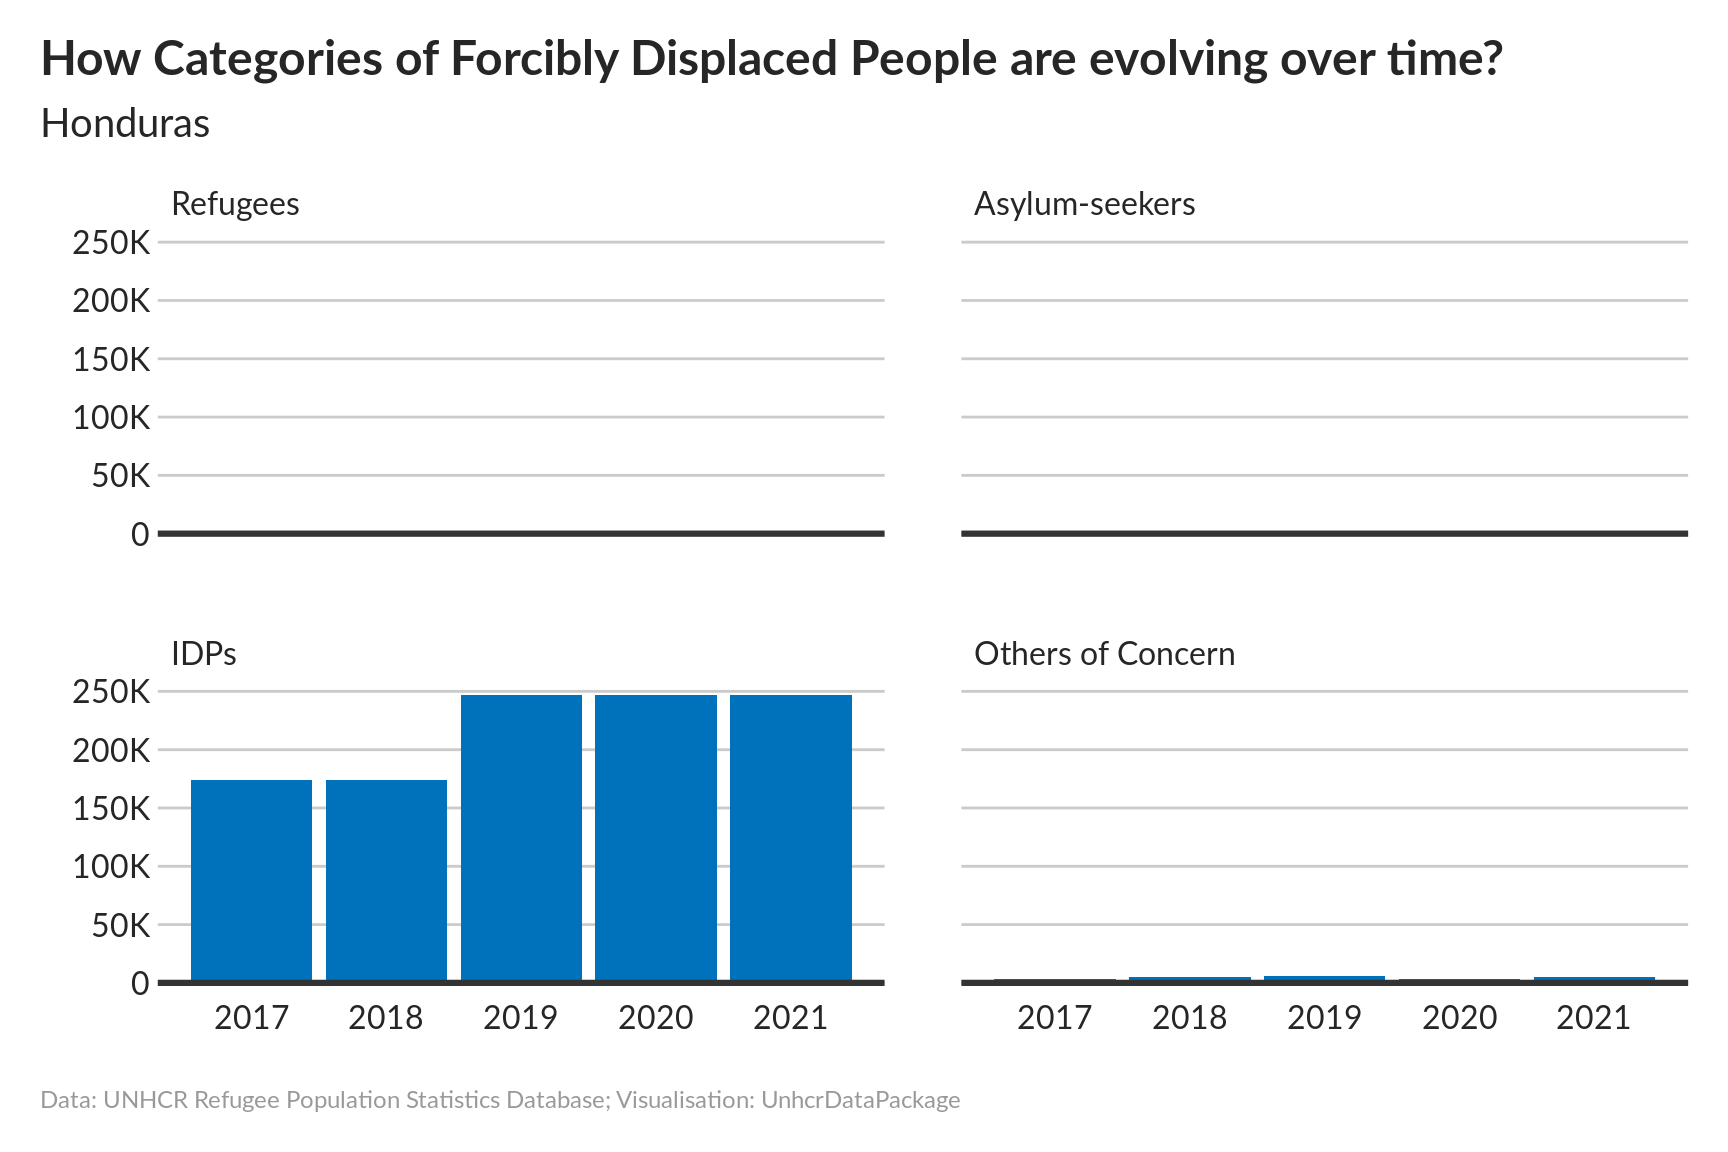 How Categories of Forcibly Displaced People are evolving over time?
Honduras
Refugees
Asylum-seekers
250K
200K
150K
100K
50K
0
IDPs
Others of Concern
250K
200K
150K
100K
50K
0
2017 2018 2019 2020 2021
2017 2018 2019 2020 2021
Data: UNHCR Refugee Population Statistics Database; Visualisation: UnhcrDataPackage